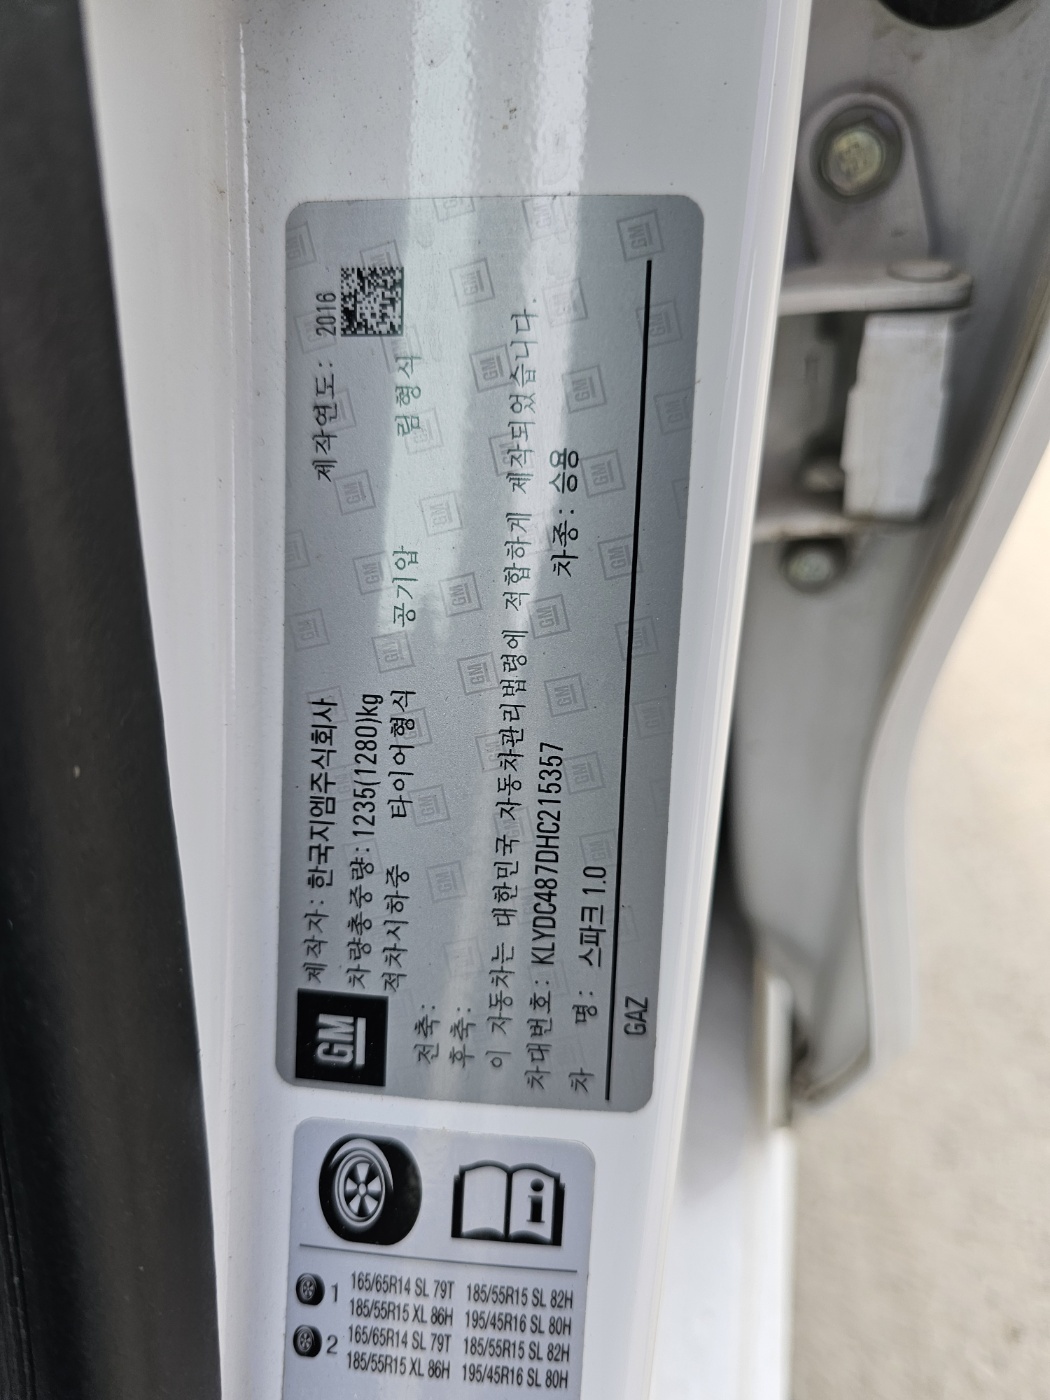 GM
제작자: 한국지엠주식회사 제작연도: 2016
차량총중량: 1235(1280)kg
적차시하중 타이어형식 공기압 림형식
전축:
후축:
이 자동차는 대한민국 자동차관리법령에 적합하게 제작되었습니다.
차대번호: KLYDC487DHC215357 차종: 승용
차 명: 스파크 1.0
GAZ
1 165/65R14 SL 79T 185/55R15 SL 82H
185/55R15 XL 86H 195/45R16 SL 80H
2 165/65R14 SL 79T 185/55R15 SL 82H
185/55R15 XL 86H 195/45R16 SL 80H